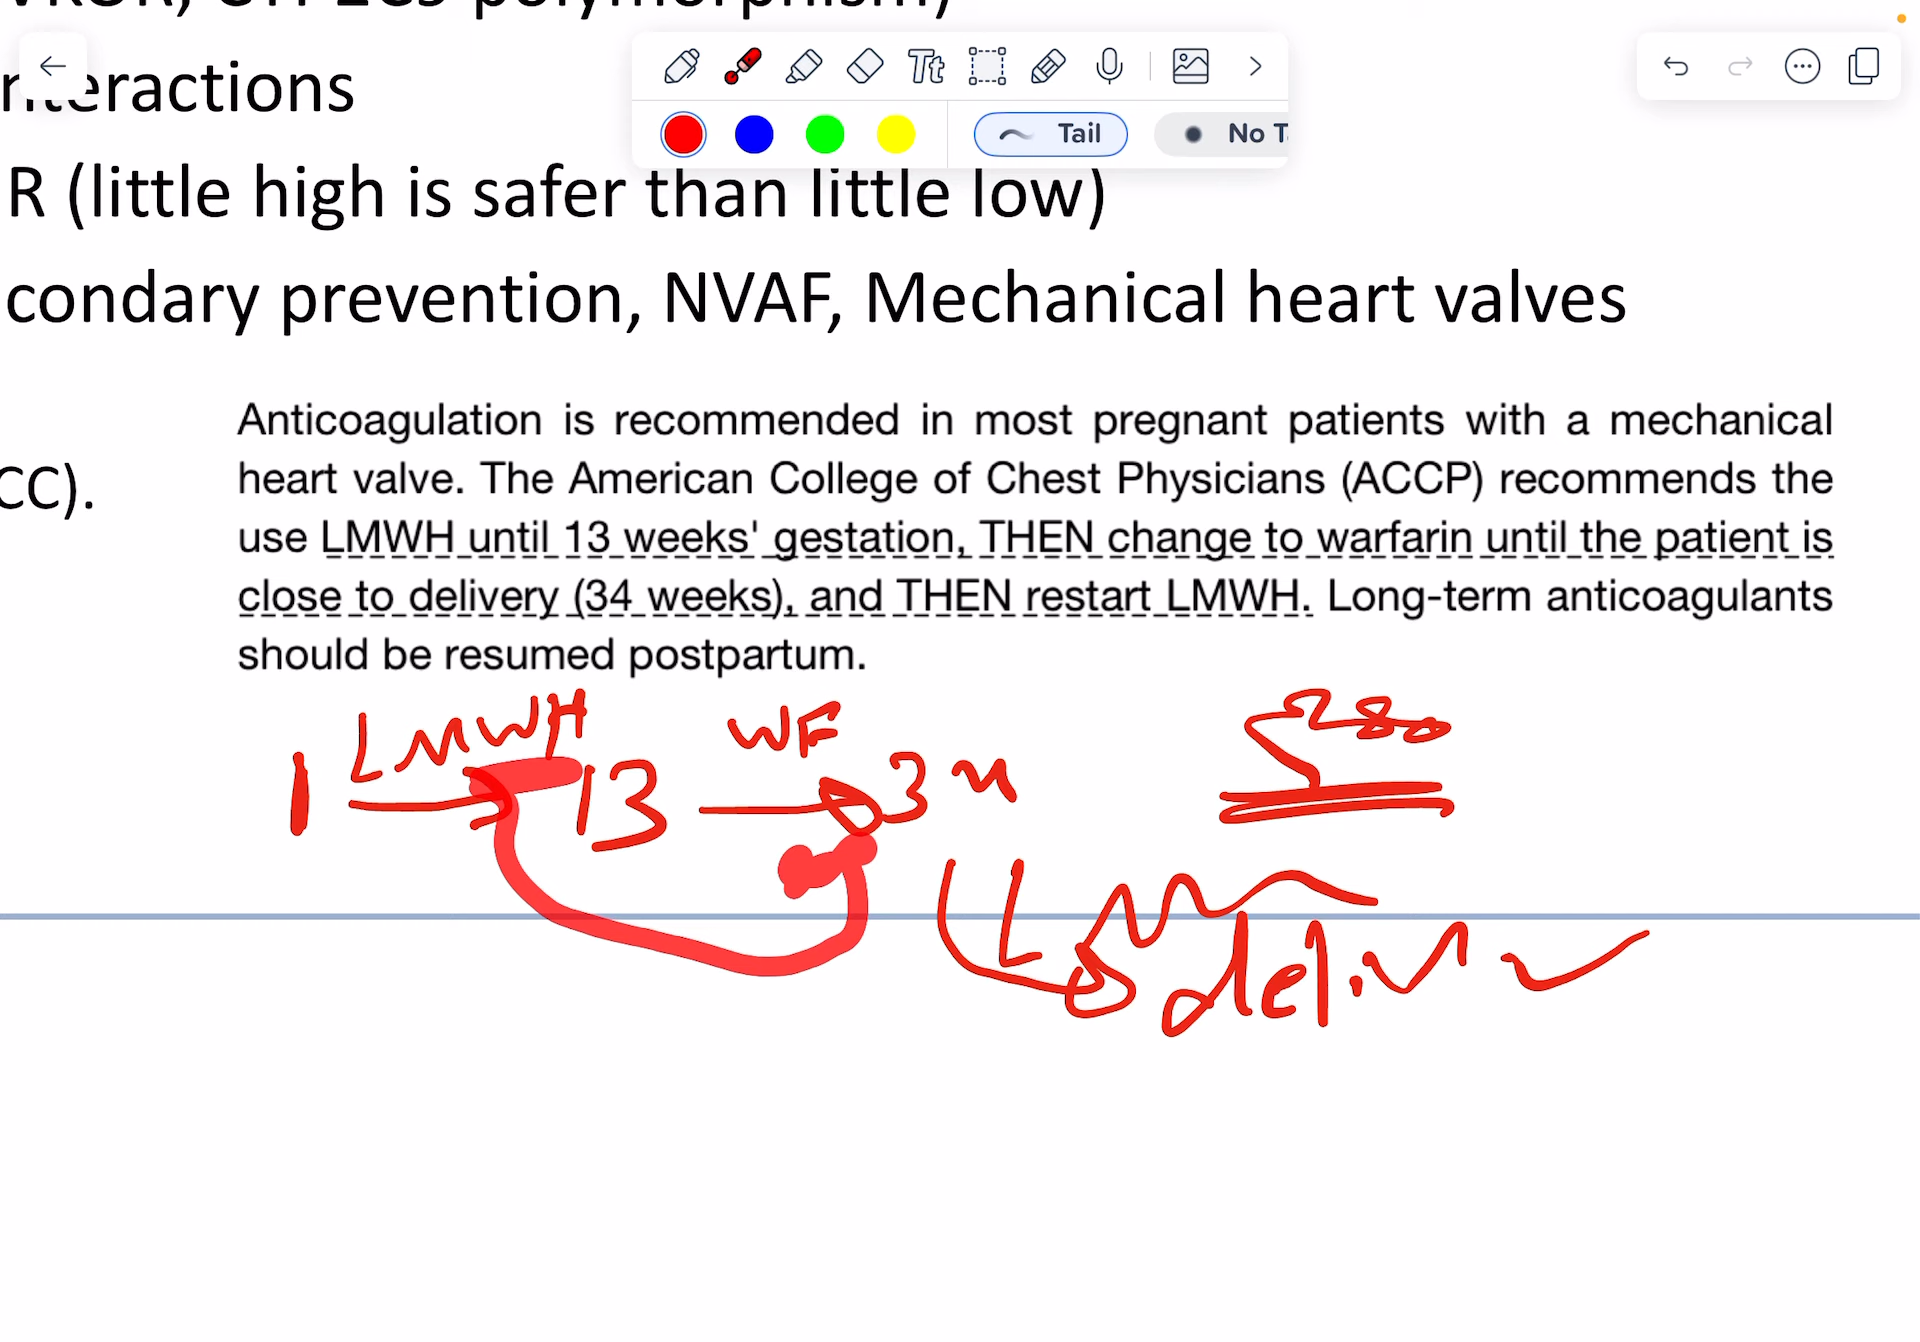 polymorphism)
Tt
Tail
No T
eractions
R (little high is safer than little low)
condary prevention, NVAF, Mechanical heart valves
Anticoagulation is recommended in most pregnant patients with a mechanical
heart valve. The American College of Chest Physicians (ACCP) recommends the
CC).
use LMWH until 13 weeks' gestation, THEN change to warfarin until the patient is
close to delivery (34 weeks), and THEN restart LMWH. Long-term anticoagulants
should be resumed postpartum.
LMWH WF 280
1 13 3
LM